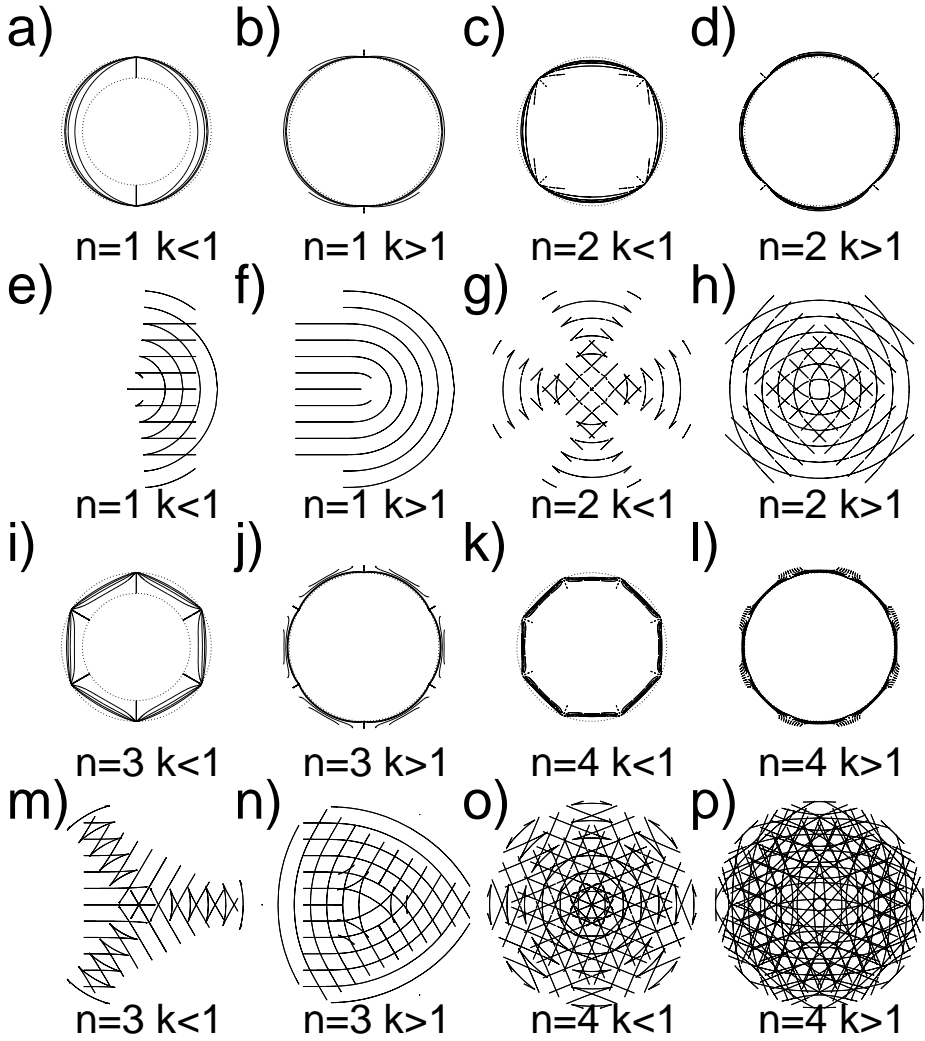 a) b) c) d)
n=1 k<1 n=1 k>1 n=2 k<1 n=2 k>1
e) f) g) h)
n=1 k<1 n=1 k>1 n=2 k<1 n=2 k>1
i) j) k) l)
n=3 k<1 n=3 k>1 n=4 k<1 n=4 k>1
m) n) o) p)
n=3 k<1 n=3 k>1 n=4 k<1 n=4 k>1